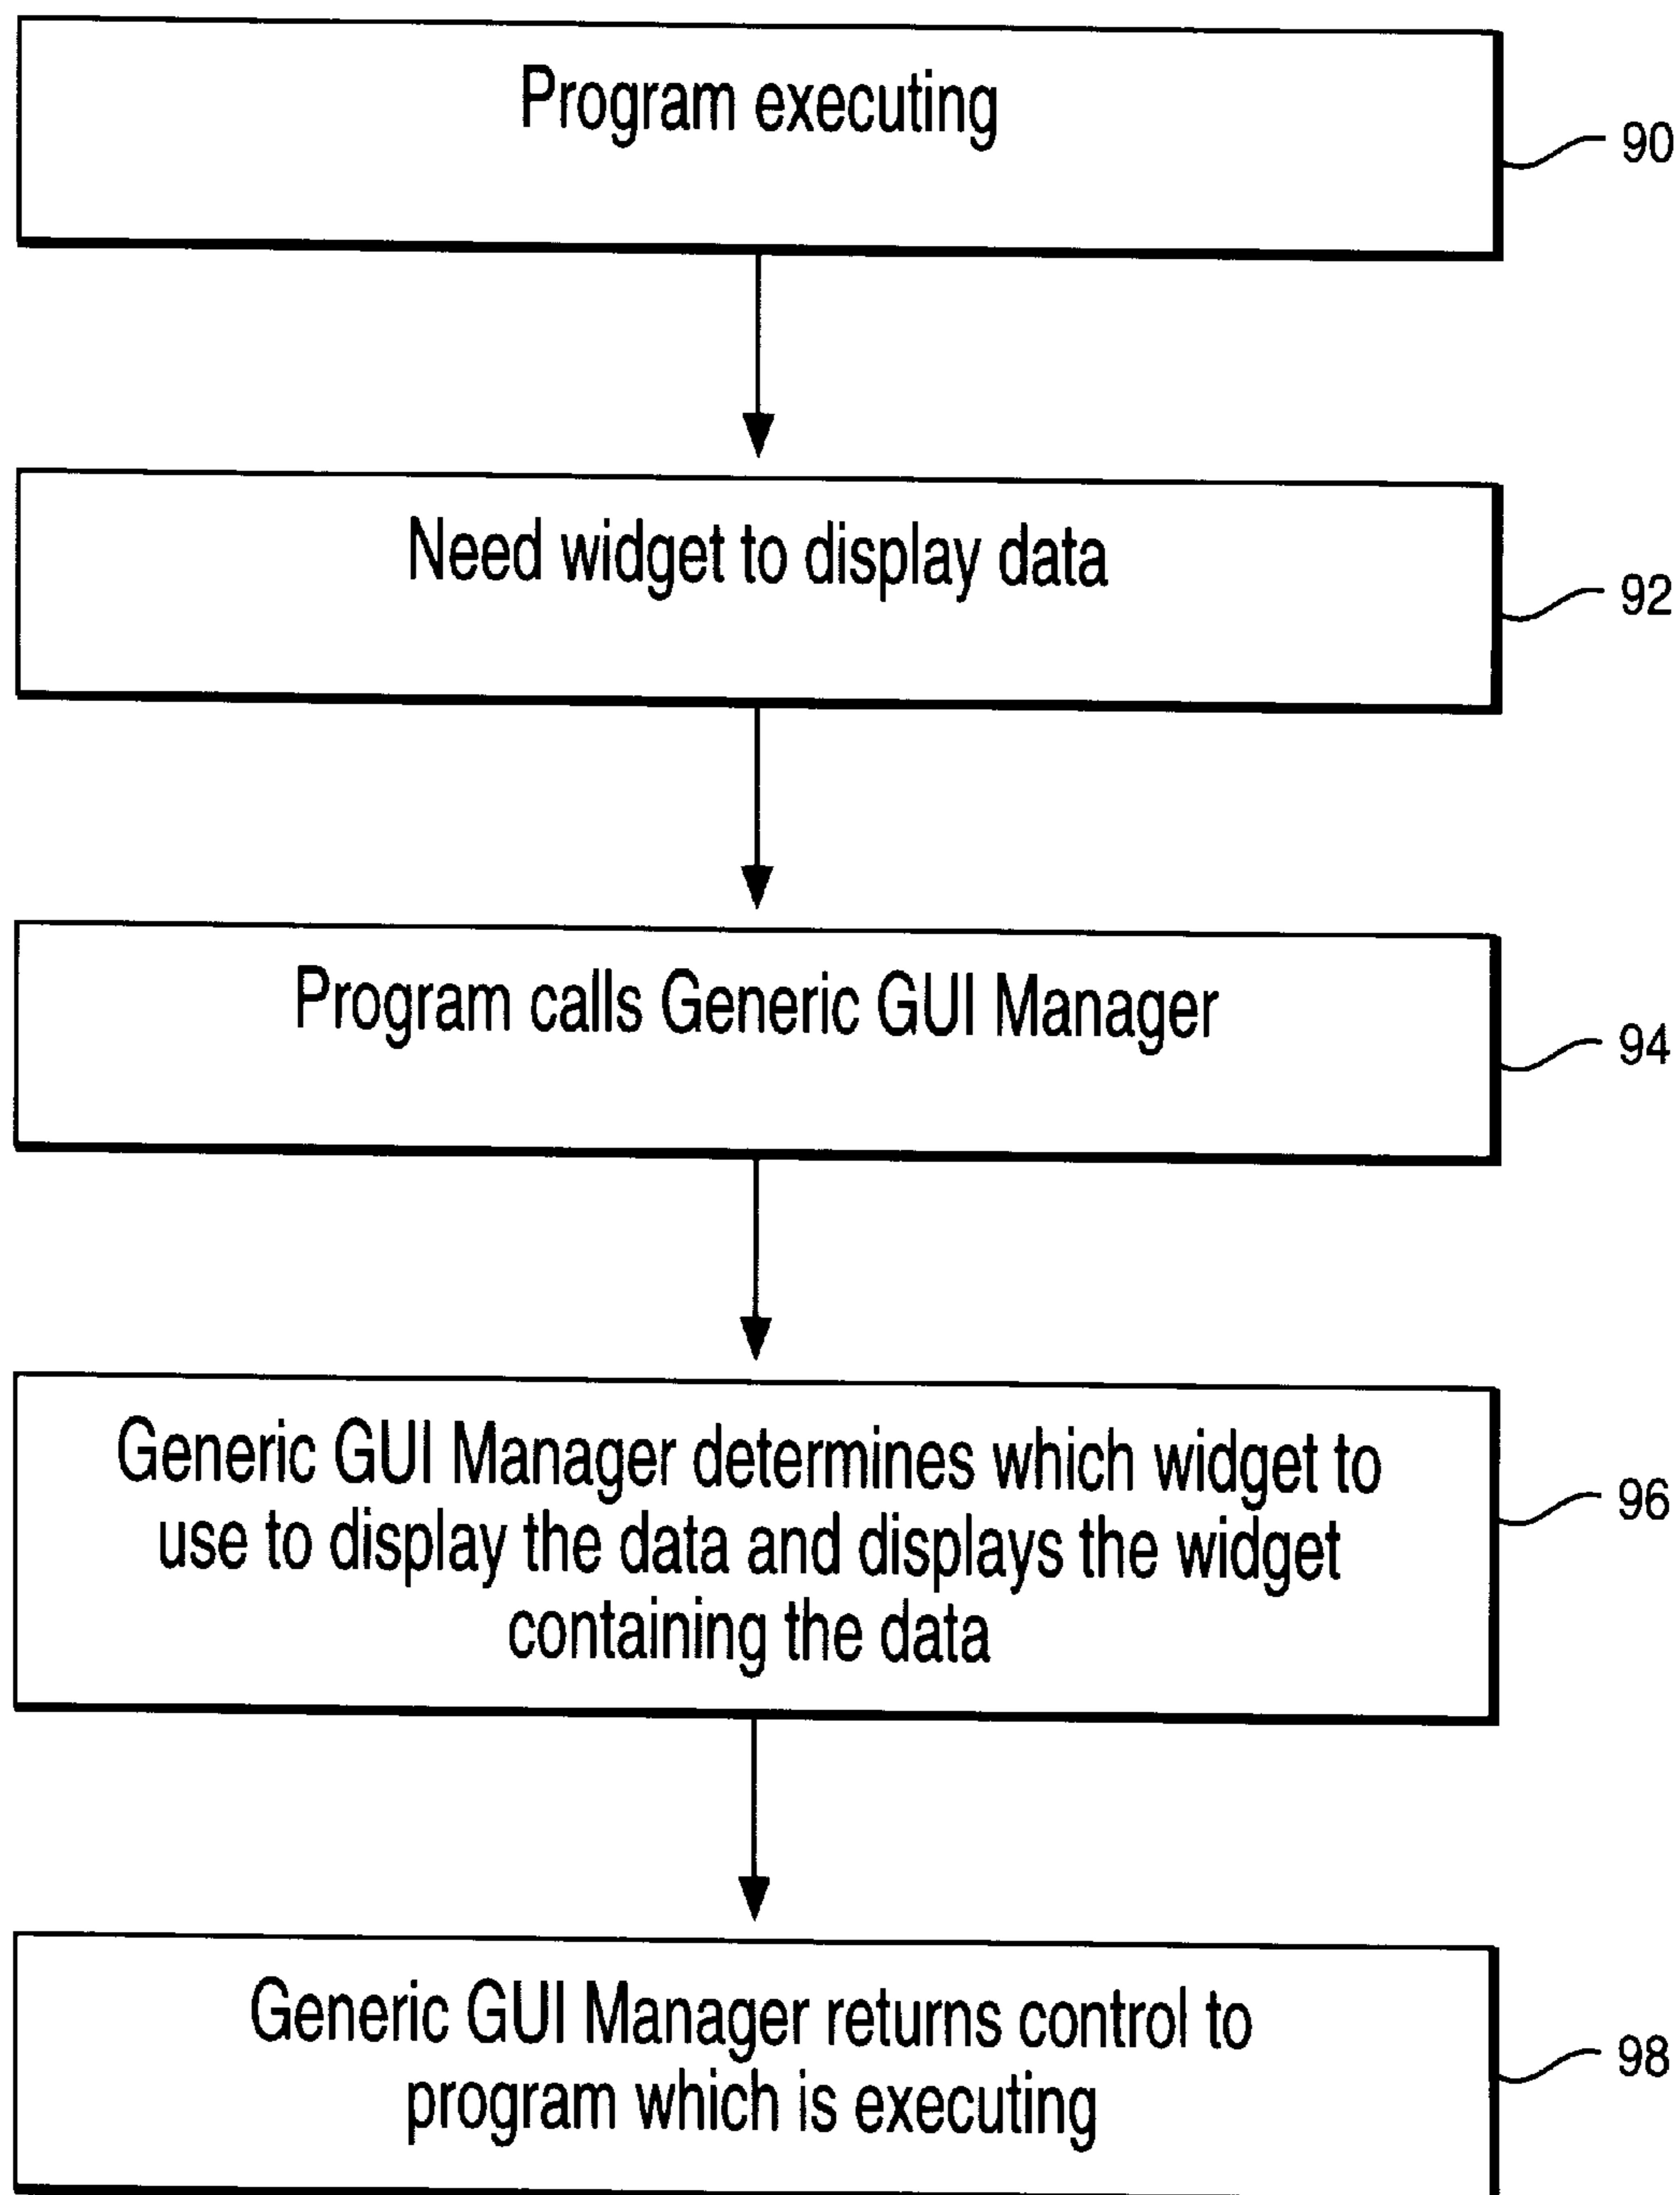 Program executing
90
Need widget to display data
92
Program calls Generic GUI Manager
94
Generic GUI Manager determines which widget to
use to display the data and displays the widget
containing the data
96
Generic GUI Manager returns control to
program which is executing
98